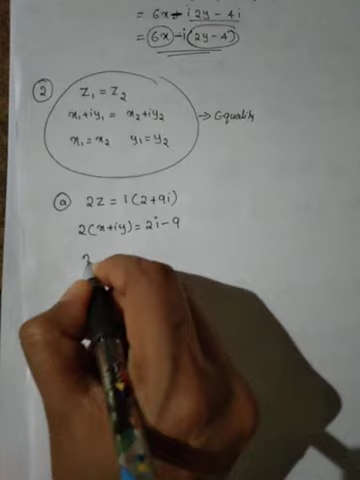 = 6x + i2y - 4i
= 6x - i(2y - 4)
② z₁ = z₂
x₁+iy₁ = x₂+iy₂ → Equality
x₁=x₂ y₁=y₂
ⓐ 2z = i(2+9i)
2(x+iy) = 2i-9